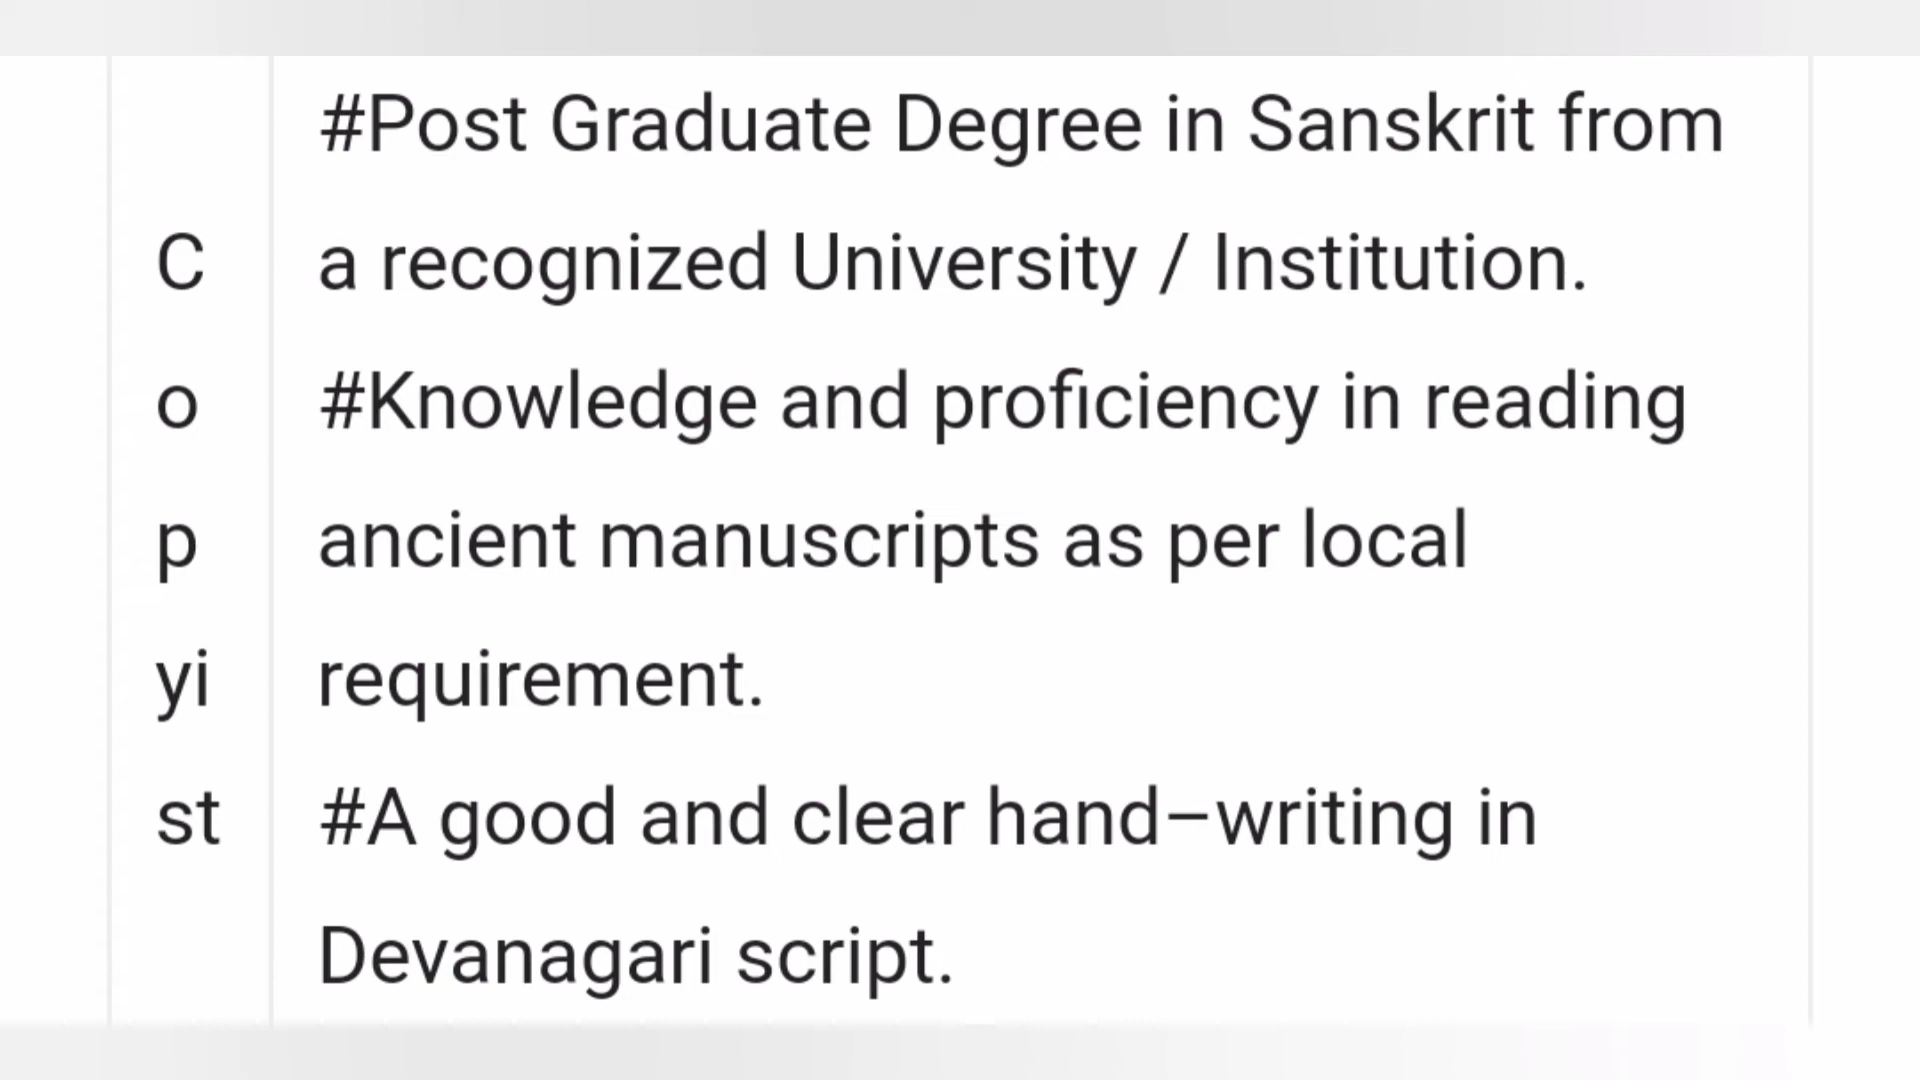 #Post Graduate Degree in Sanskrit from
C a recognized University / Institution.
o #Knowledge and proficiency in reading
p ancient manuscripts as per local
yi requirement.
st #A good and clear hand–writing in
Devanagari script.